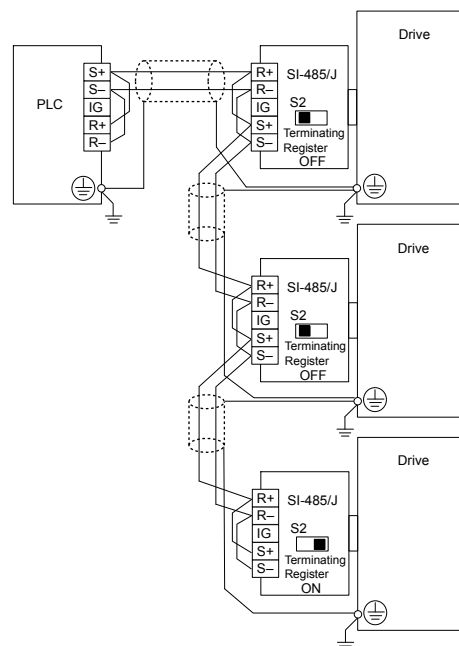 Drive
PLC
S+
S–
IG
R+
R–
R+
R–
IG
S+
S–
SI-485/J
S2
Terminating
Register
OFF
Drive
R+
R–
IG
S+
S–
SI-485/J
S2
Terminating
Register
OFF
Drive
R+
R–
IG
S+
S–
SI-485/J
S2
Terminating
Register
ON